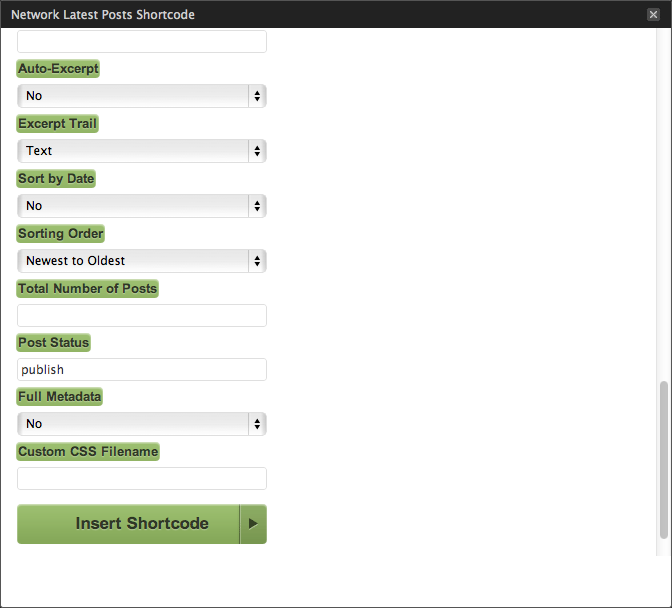 Network Latest Posts Shortcode
Auto-Excerpt
No
Excerpt Trail
Text
Sort by Date
No
Sorting Order
Newest to Oldest
Total Number of Posts
Post Status
publish
Full Metadata
No
Custom CSS Filename
Insert Shortcode